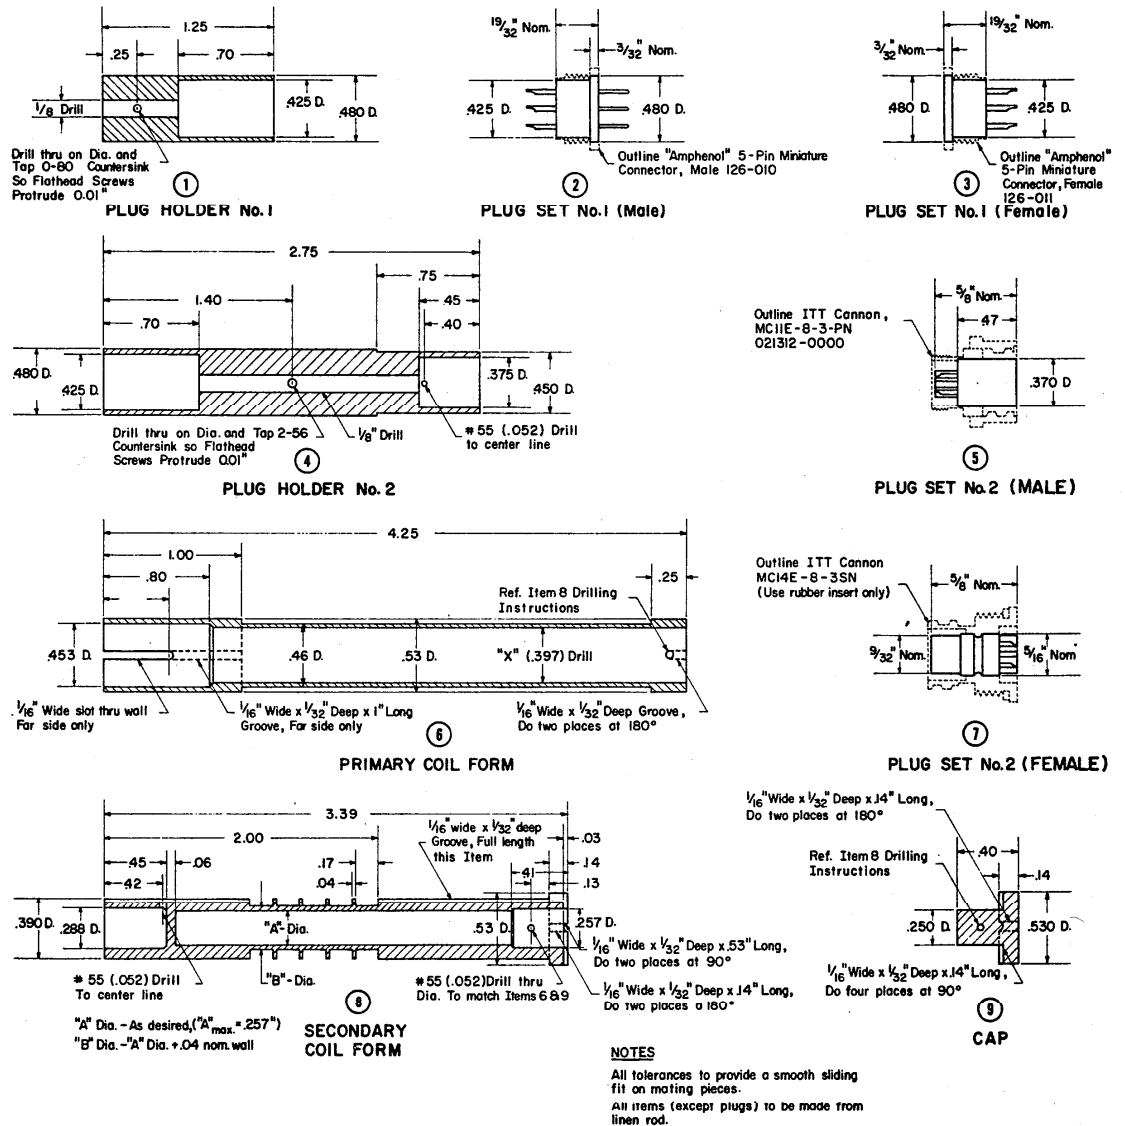 1.25
.25
.70
1/8 Drill
.425 D.
.480 D.
Drill thru on Dia. and
Tap 0-80 Countersink
So Flathead Screws
Protrude 0.01"
1
PLUG HOLDER No.1
19/32" Nom.
3/32" Nom.
.425 D.
.480 D.
Outline "Amphenol" 5-Pin Miniature
Connector, Male 126-010
2
PLUG SET No.1 (Male)
19/32" Nom.
3/32" Nom.
.480 D.
.425 D.
Outline "Amphenol"
5-Pin Miniature
Connector, Female
126-011
3
PLUG SET No.1 (Female)
2.75
.75
1.40
.45
.70
.40
.480 D.
.425 D.
.375 D.
.450 D.
Drill thru on Dia. and Tap 2-56
Countersink so Flathead
Screws Protrude 0.01"
1/8" Drill
#55 (.052) Drill
to center line
4
PLUG HOLDER No. 2
5/8" Nom.
.47
Outline ITT Cannon,
MC11E-8-3-PN
021312-0000
.370 D.
5
PLUG SET No.2 (MALE)
4.25
1.00
.80
.25
Ref. Item 8 Drilling
Instructions
.453 D.
.46 D.
.53 D.
"X" (.397) Drill
1/16" Wide slot thru wall
Far side only
1/16" Wide x 1/32" Deep x 1" Long
Groove, Far side only
1/16" Wide x 1/32" Deep Groove,
Do two places at 180°
6
PRIMARY COIL FORM
Outline ITT Cannon
MC14E-8-3SN
(Use rubber insert only)
5/8" Nom.
9/32" Nom.
5/16" Nom
7
PLUG SET No.2 (FEMALE)
3.39
2.00
1/16" wide x 1/32" deep
Groove, Full length
this Item
.03
.45
.06
.17
.41
.14
.42
.04
.13
.390 D.
.288 D.
"A"-Dia.
.53 D.
.257 D.
"B"-Dia.
#55 (.052) Drill
To center line
#55 (.052) Drill thru
Dia. To match Items 6 & 9
1/16" Wide x 1/32" Deep x .53" Long,
Do two places at 90°
1/16" Wide x 1/32" Deep x .14" Long,
Do two places a 180°
"A" Dia. - As desired, ("A" max. = .257")
"B" Dia. - "A" Dia. + .04 nom. wall
8
SECONDARY
COIL FORM
1/16" Wide x 1/32" Deep x .14" Long,
Do two places at 180°
.40
Ref. Item 8 Drilling
Instructions
.14
.250 D.
.530 D.
1/16" Wide x 1/32" Deep x .14" Long,
Do four places at 90°
9
CAP
NOTES
All tolerances to provide a smooth sliding
fit on mating pieces.
All items (except plugs) to be made from
linen rod.